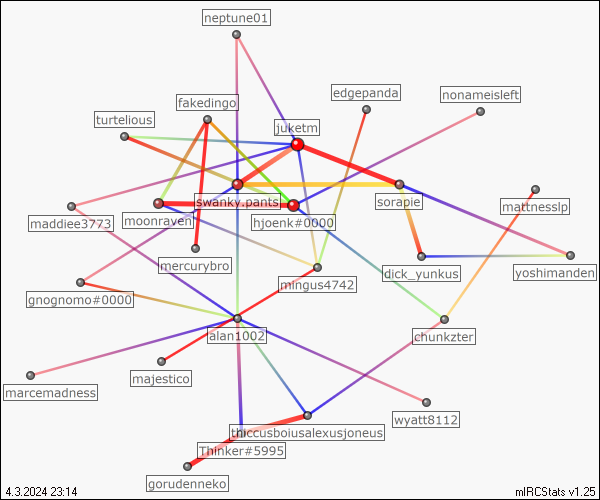 neptune01
edgepanda
nonameisleft
fakedingo
turtelious
juketm
swanky.pants
sorapie
mattnesslp
maddiee3773
moonraven
hjoenk#0000
mercurybro
dick_yunkus
yoshimanden
mingus4742
gnognomo#0000
alan1002
chunkzter
marcemadness
majestico
wyatt8112
thiccusboiusalexusjoneus
Thinker#5995
gorudenneko
4.3.2024 23:14
mIRCStats v1.25